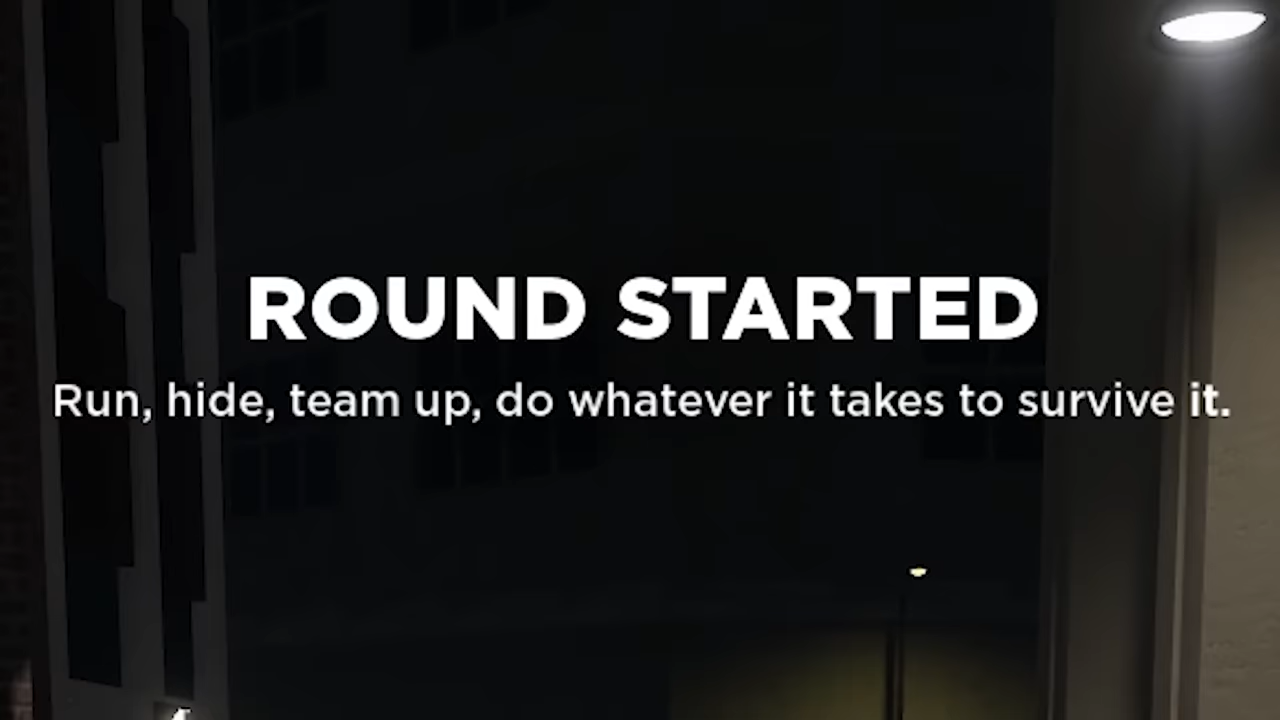 ROUND STARTED
Run, hide, team up, do whatever it takes to survive it.